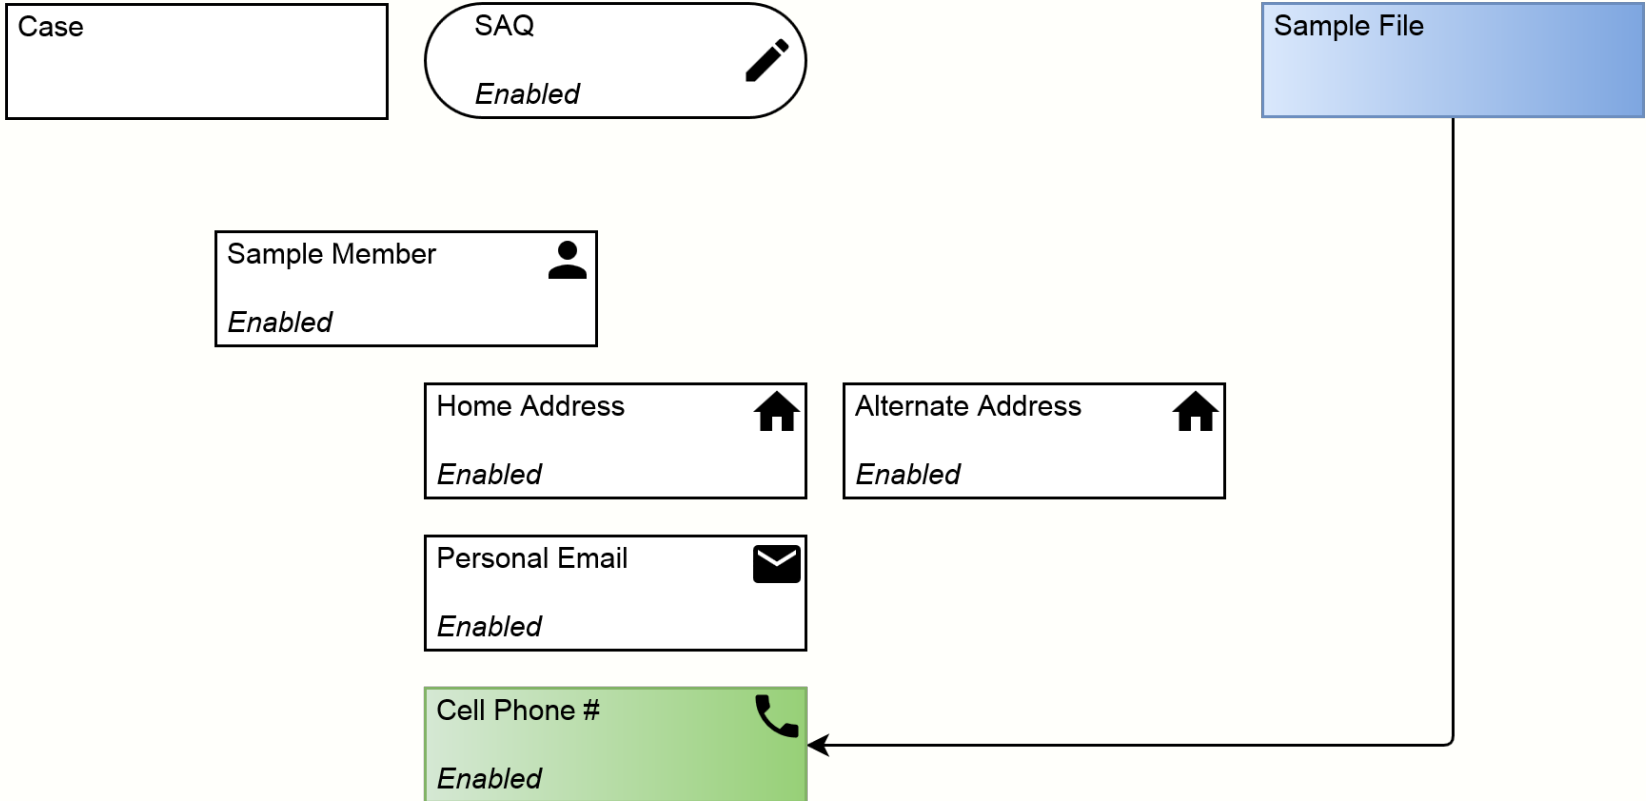 Case
SAQ
Enabled
Sample File
Sample Member
Enabled
Home Address
Enabled
Alternate Address
Enabled
Personal Email
Enabled
Cell Phone #
Enabled